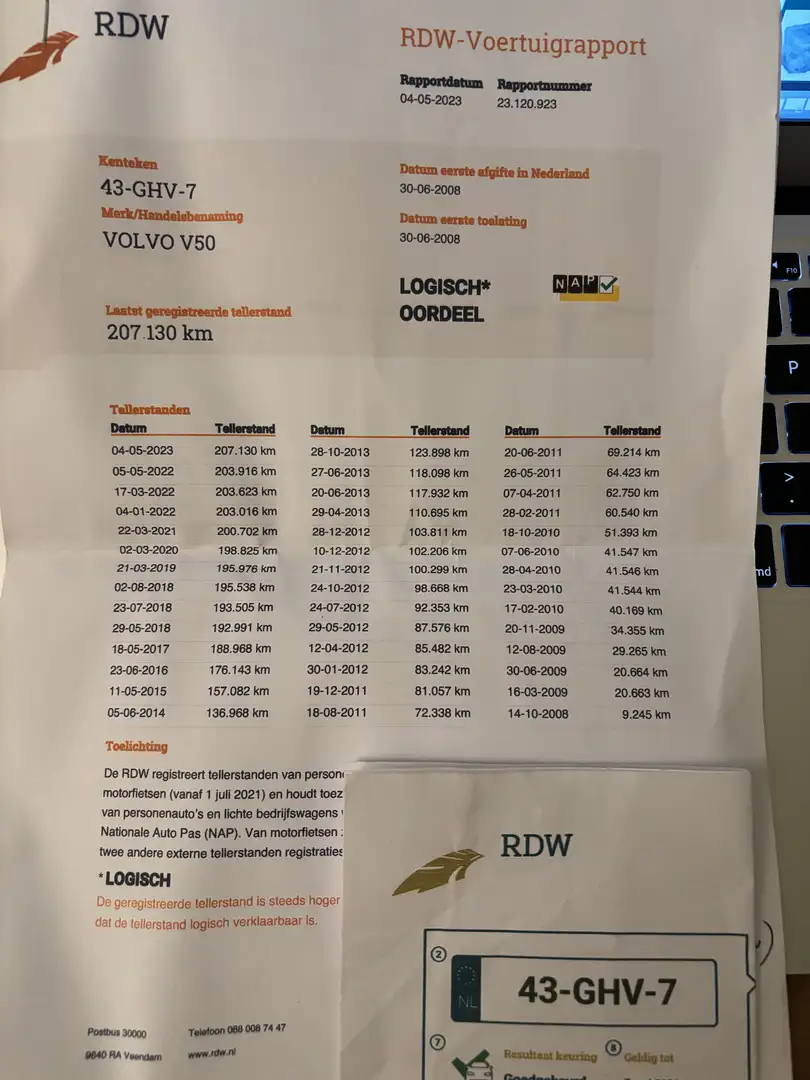 RDW
RDW-Voertuigrapport
Rapportdatum Rapportnummer
04-05-2023 23.120.923
Kenteken
43-GHV-7
Merk/Handelsbenaming
VOLVO V50
Laatst geregistreerde tellerstand
207.130 km
Datum eerste afgifte in Nederland
30-06-2008
Datum eerste toelating
30-06-2008
LOGISCH*
OORDEEL
NAP
Tellerstanden
Datum Tellerstand Datum Tellerstand Datum Tellerstand
04-05-2023 207.130 km 28-10-2013 123.898 km 20-06-2011 69.214 km
05-05-2022 203.916 km 27-06-2013 118.098 km 26-05-2011 64.423 km
17-03-2022 203.623 km 20-06-2013 117.932 km 07-04-2011 62.750 km
04-01-2022 203.016 km 29-04-2013 110.695 km 28-02-2011 60.540 km
22-03-2021 200.702 km 28-12-2012 103.811 km 18-10-2010 51.393 km
02-03-2020 198.825 km 10-12-2012 102.206 km 07-06-2010 41.547 km
21-03-2019 195.976 km 21-11-2012 100.299 km 28-04-2010 41.546 km
02-08-2018 195.538 km 24-10-2012 98.668 km 23-03-2010 41.544 km
23-07-2018 193.505 km 24-07-2012 92.353 km 17-02-2010 40.169 km
29-05-2018 192.991 km 29-05-2012 87.576 km 20-11-2009 34.355 km
18-05-2017 188.968 km 12-04-2012 85.482 km 12-08-2009 29.265 km
23-06-2016 176.143 km 30-01-2012 83.242 km 30-06-2009 20.664 km
11-05-2015 157.082 km 19-12-2011 81.057 km 16-03-2009 20.663 km
05-06-2014 136.968 km 18-08-2011 72.338 km 14-10-2008 9.245 km
Toelichting
De RDW registreert tellerstanden van
motorfietsen (vanaf 1 juli 2021) en houdt
van personenauto's en lichte bedrijfswagens
Nationale Auto Pas (NAP). Van motorfietsen
twee andere externe tellerstanden registraties
*LOGISCH
De geregistreerde tellerstand is steeds hoger
dat de tellerstand logisch verklaarbaar is.
Postbus 30000 Telefoon 088 008 74 47
9640 RA Veendam www.rdw.nl
RDW
2
NL 43-GHV-7
7 Resultaat keuring 8 Geldig tot
Goedgekeurd
F10
P
>
.